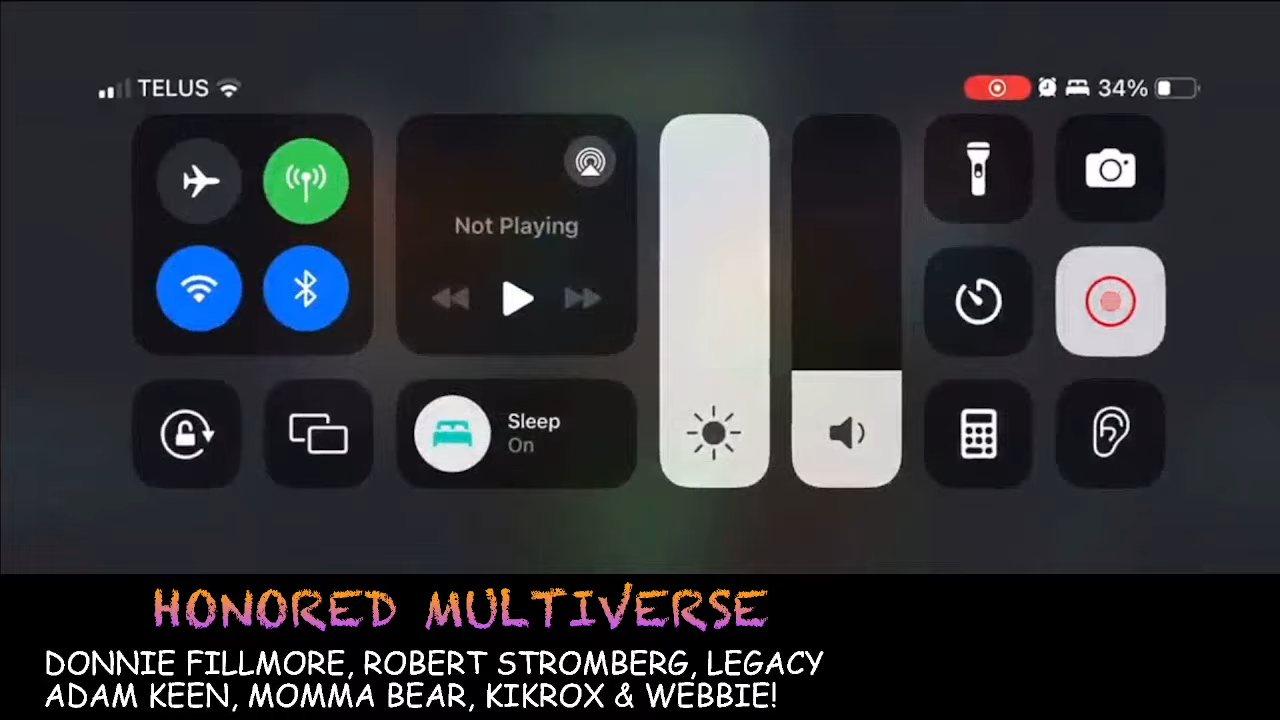 TELUS 34%
Not Playing
Sleep
On
HONORED MULTIVERSE
DONNIE FILLMORE, ROBERT STROMBERG, LEGACY
ADAM KEEN, MOMMA BEAR, KIKROX & WEBBIE!